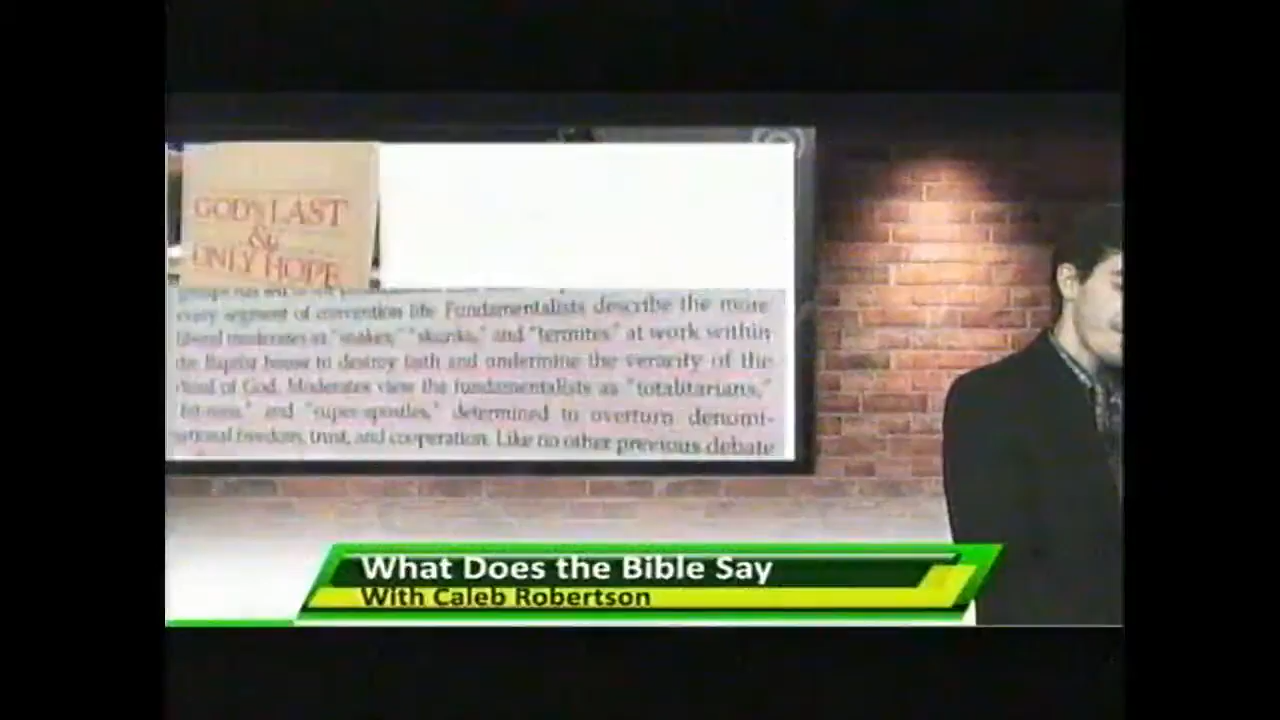 GOD'S LAST
&
ONLY HOPE
every segment of convention life. Fundamentalists describe the more
liberal moderates as "snakes," "skunks," and "termites," at work within
the Baptist house to destroy faith and undermine the veracity of the
Word of God. Moderates view the fundamentalists as "totalitarians,"
and "super-apostles," determined to overturn denomi-
national freedom, trust, and cooperation. Like no other previous debate
What Does the Bible Say
With Caleb Robertson